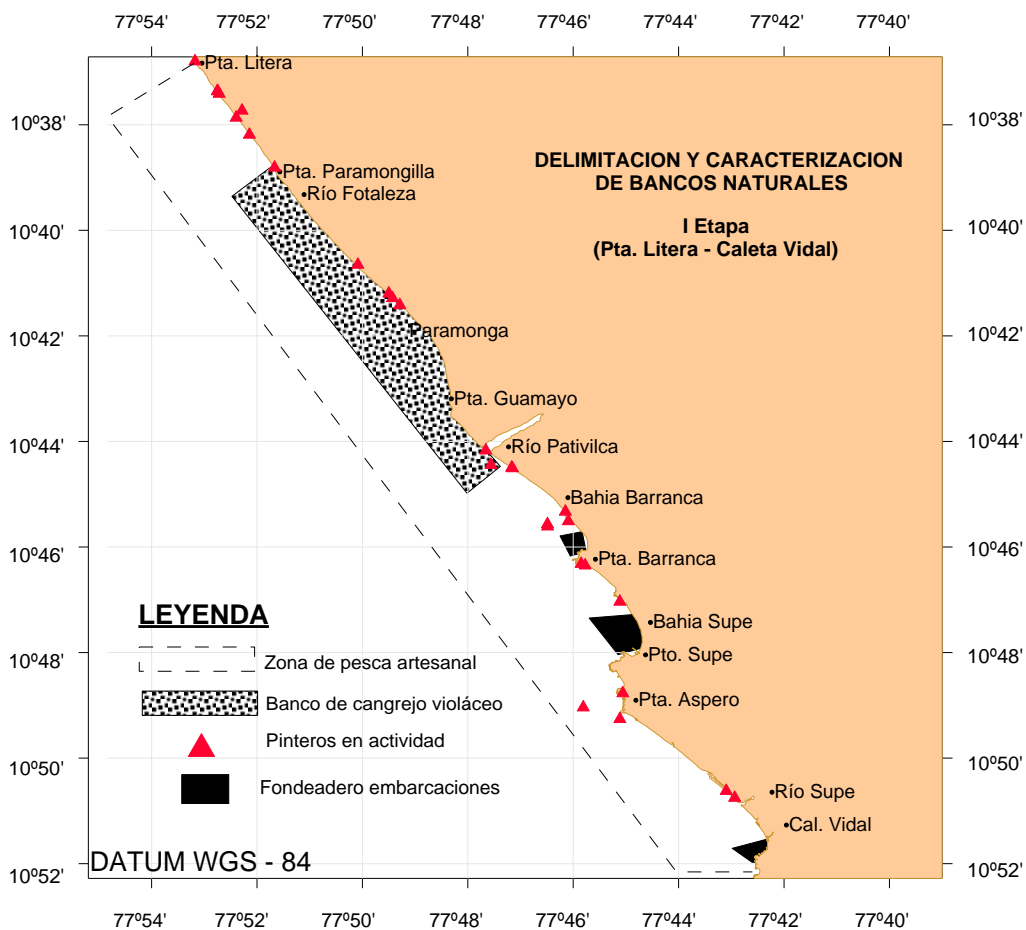 77º54' 77º52' 77º50' 77º48' 77º46' 77º44' 77º42' 77º40'
Pta. Litera
10º38' 10º38'
DELIMITACION Y CARACTERIZACION
DE BANCOS NATURALES
Pta. Paramongilla
Río Fotaleza
I Etapa
(Pta. Litera - Caleta Vidal)
10º40' 10º40'
Paramonga
10º42' 10º42'
Pta. Guamayo
10º44' 10º44'
Río Pativilca
Bahia Barranca
10º46' 10º46'
Pta. Barranca
LEYENDA
Bahia Supe
Pto. Supe
10º48' 10º48'
Zona de pesca artesanal
Banco de cangrejo violáceo
Pta. Aspero
Pinteros en actividad
10º50' 10º50'
Fondeadero embarcaciones
Río Supe
Cal. Vidal
DATUM WGS - 84
10º52' 10º52'
77º54' 77º52' 77º50' 77º48' 77º46' 77º44' 77º42' 77º40'